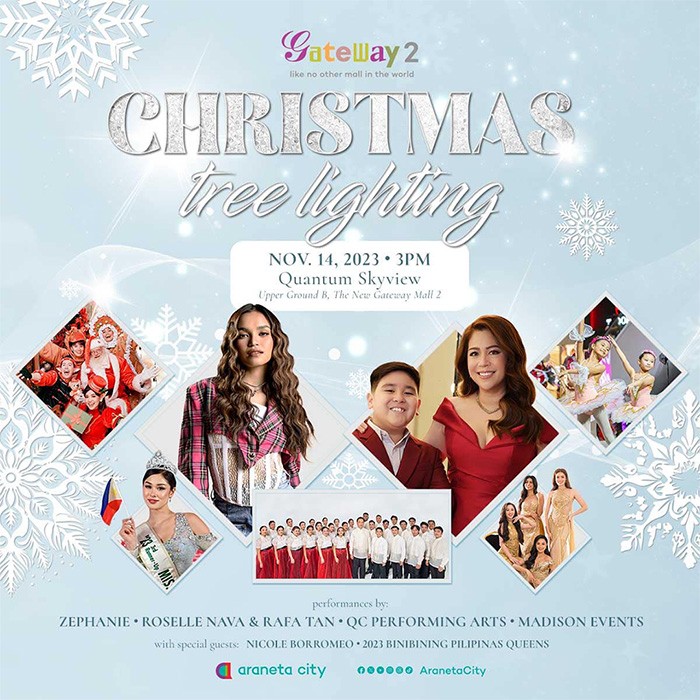 gateway 2
like no other mall in the world
CHRISTMAS
tree lighting
NOV. 14, 2023 • 3PM
Quantum Skyview
Upper Ground B, The New Gateway Mall 2
performances by:
ZEPHANIE • ROSELLE NAVA & RAFA TAN • QC PERFORMING ARTS • MADISON EVENTS
with special guests: NICOLE BORROMEO • 2023 BINIBINING PILIPINAS QUEENS
araneta city AranetaCity